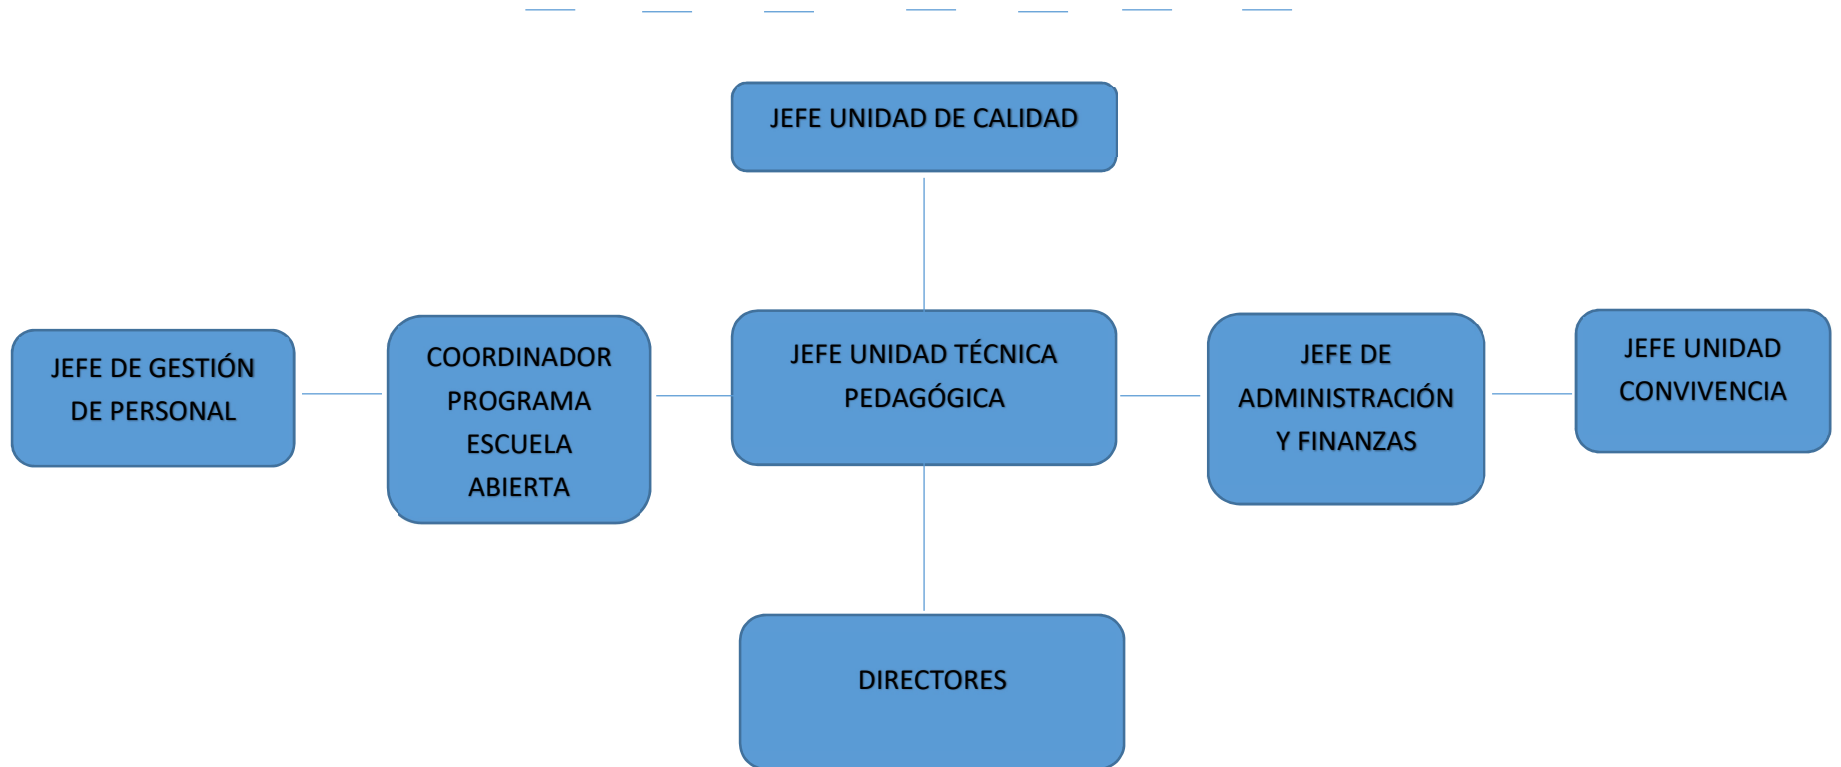 JEFE UNIDAD DE CALIDAD
JEFE DE GESTIÓN
DE PERSONAL
COORDINADOR
PROGRAMA
ESCUELA
ABIERTA
JEFE UNIDAD TÉCNICA
PEDAGÓGICA
JEFE DE
ADMINISTRACIÓN
Y FINANZAS
JEFE UNIDAD
CONVIVENCIA
DIRECTORES